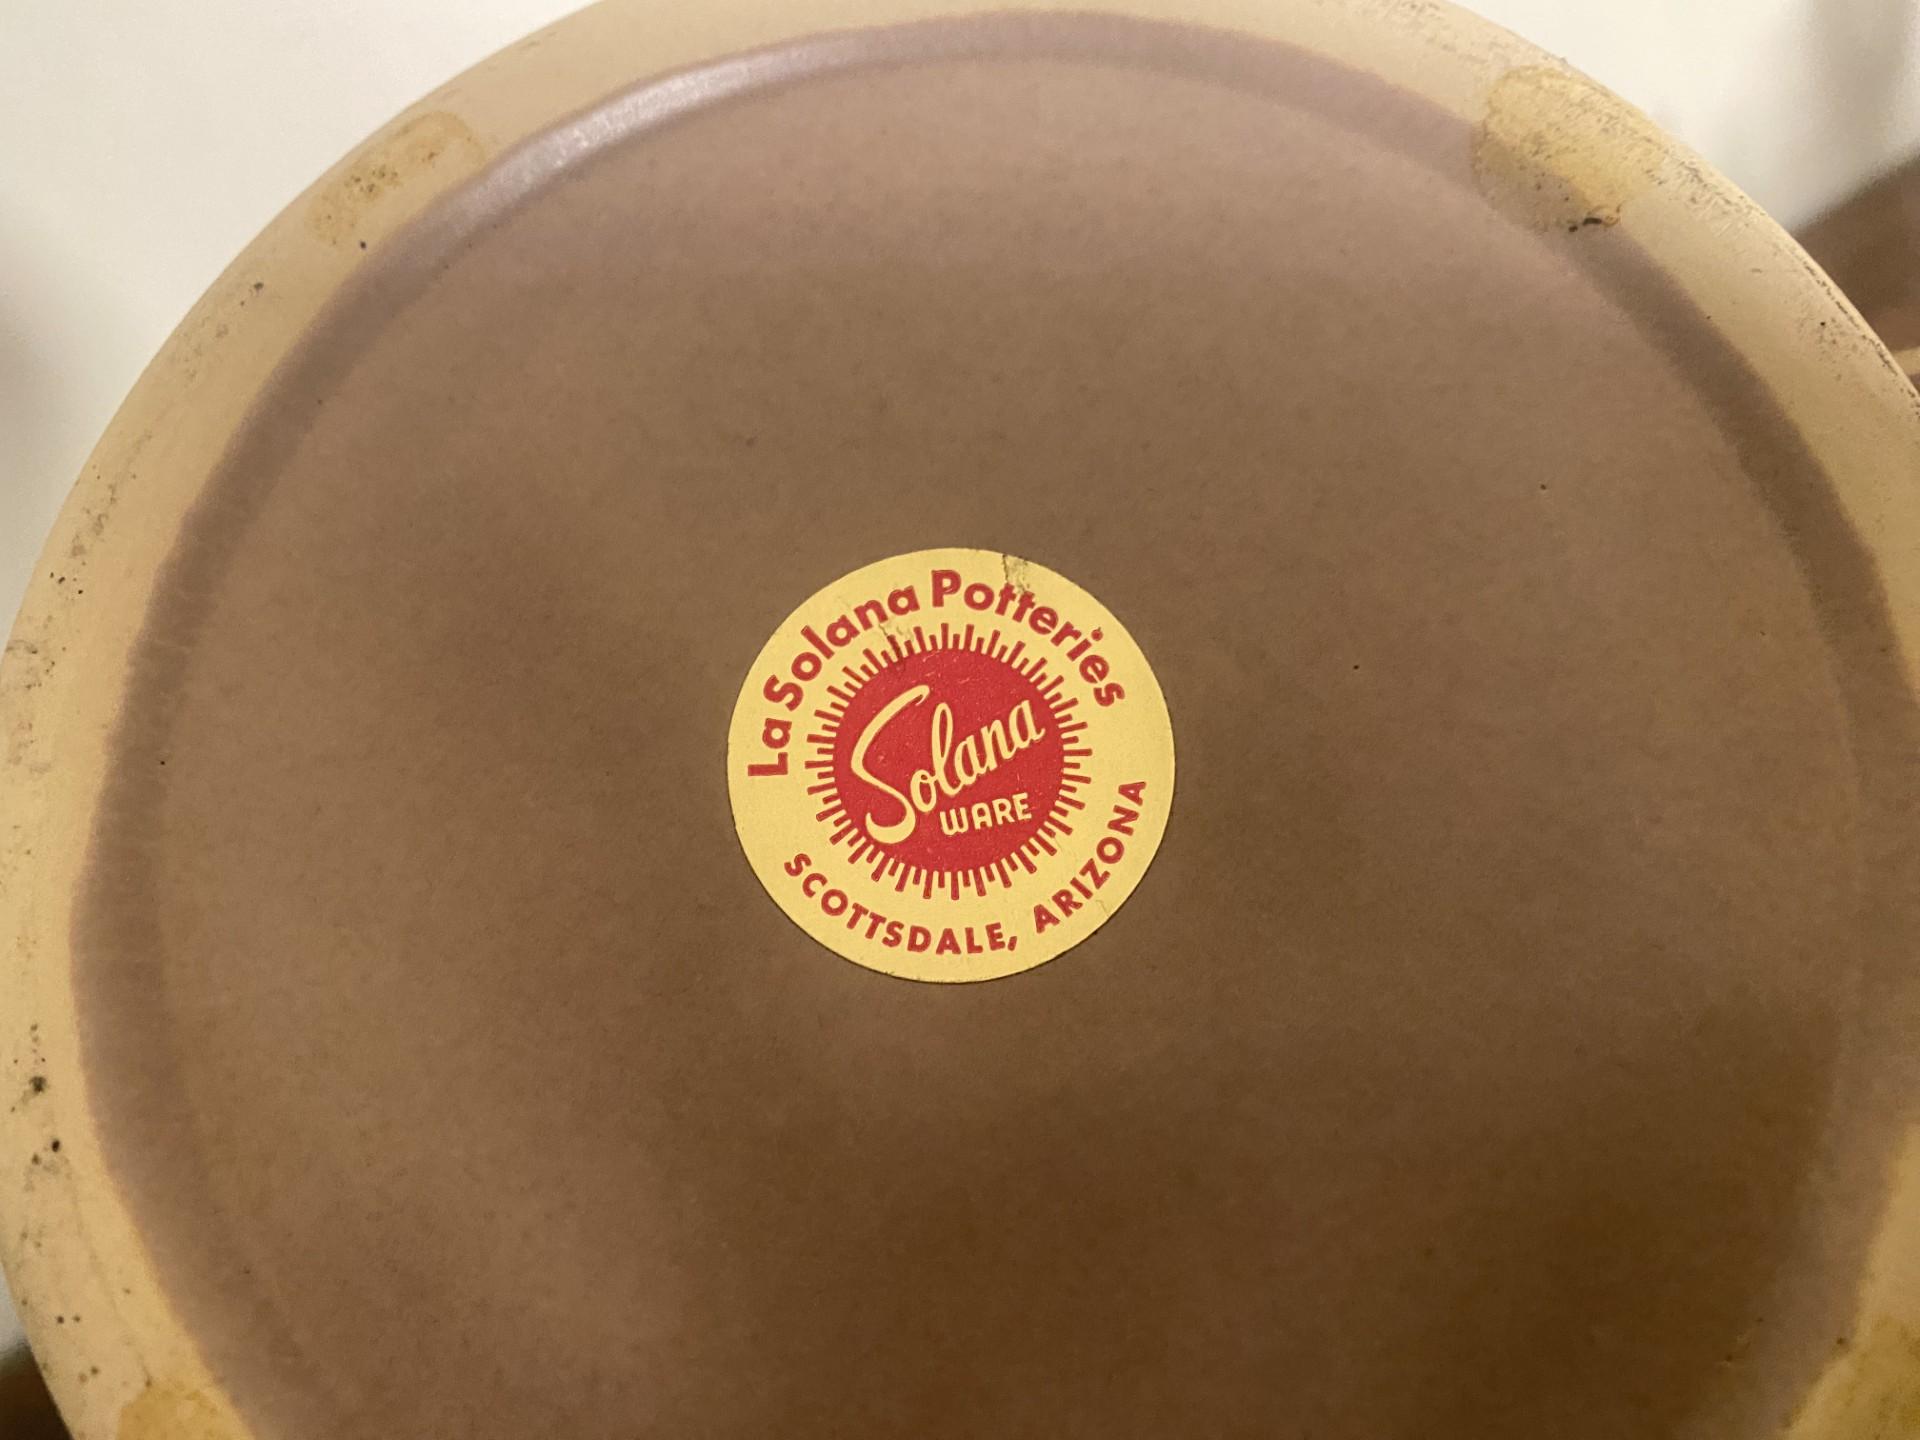 La Solana Potteries
Solana
WARE
SCOTTSDALE, ARIZONA